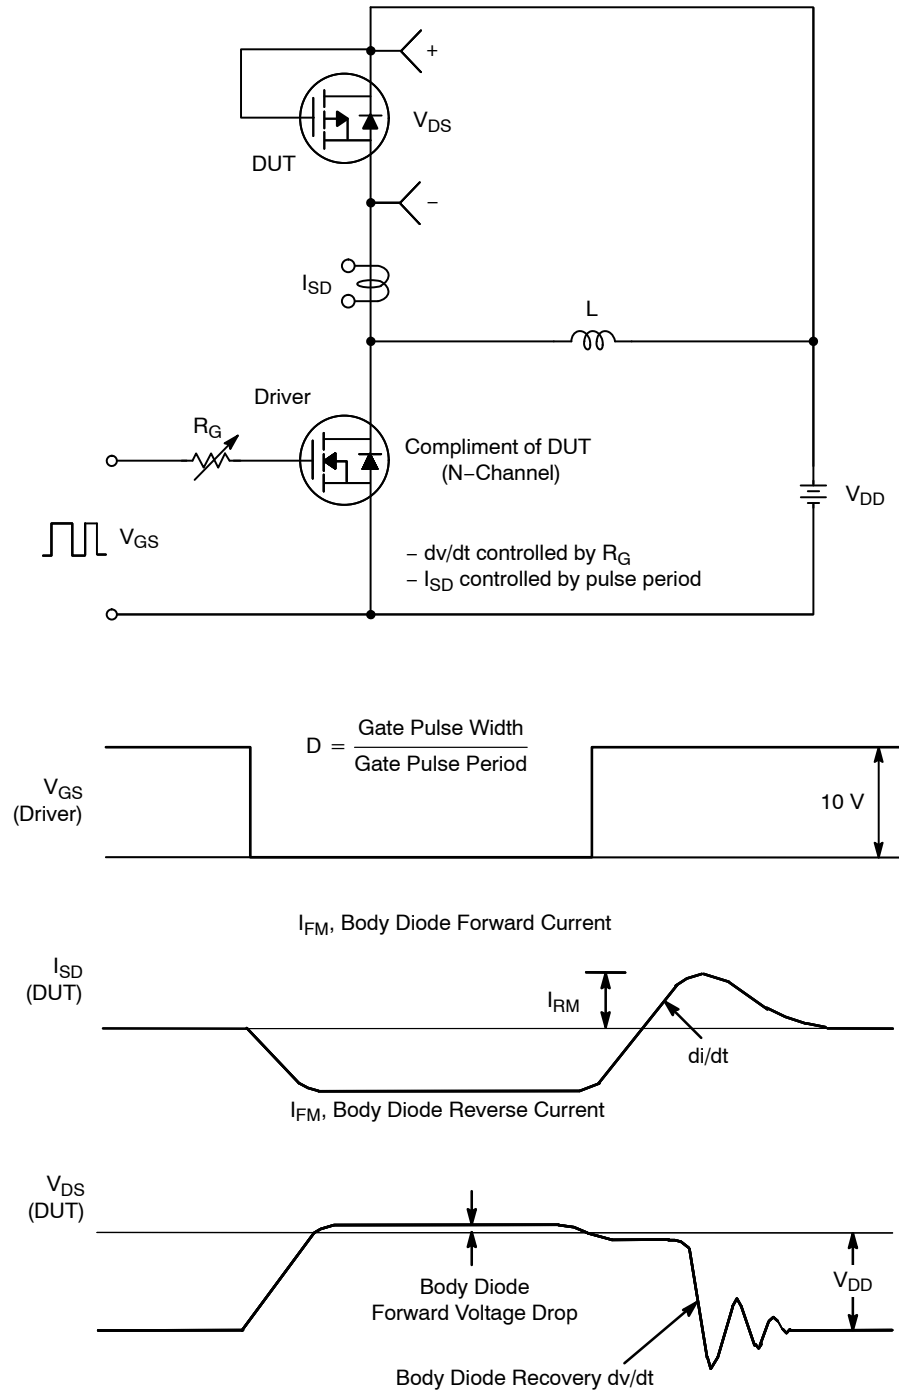 +
V_DS
DUT
−
I_SD
L
Driver
R_G
Compliment of DUT
(N−Channel)
V_DD
V_GS
− dv/dt controlled by R_G
− I_SD controlled by pulse period
D = Gate Pulse Width / Gate Pulse Period
V_GS
(Driver)
10 V
I_FM, Body Diode Forward Current
I_SD
(DUT)
I_RM
di/dt
I_FM, Body Diode Reverse Current
V_DS
(DUT)
Body Diode
Forward Voltage Drop
V_DD
Body Diode Recovery dv/dt